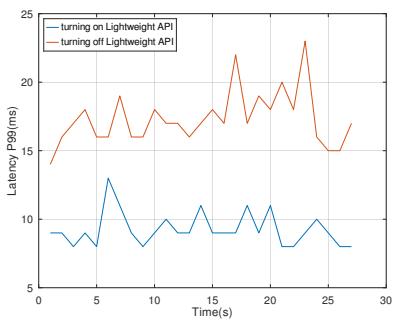 25
turning on Lightweight API
turning off Lightweight API
20
15
10
5
Latency P99(ms)
0 5 10 15 20 25 30
Time(s)